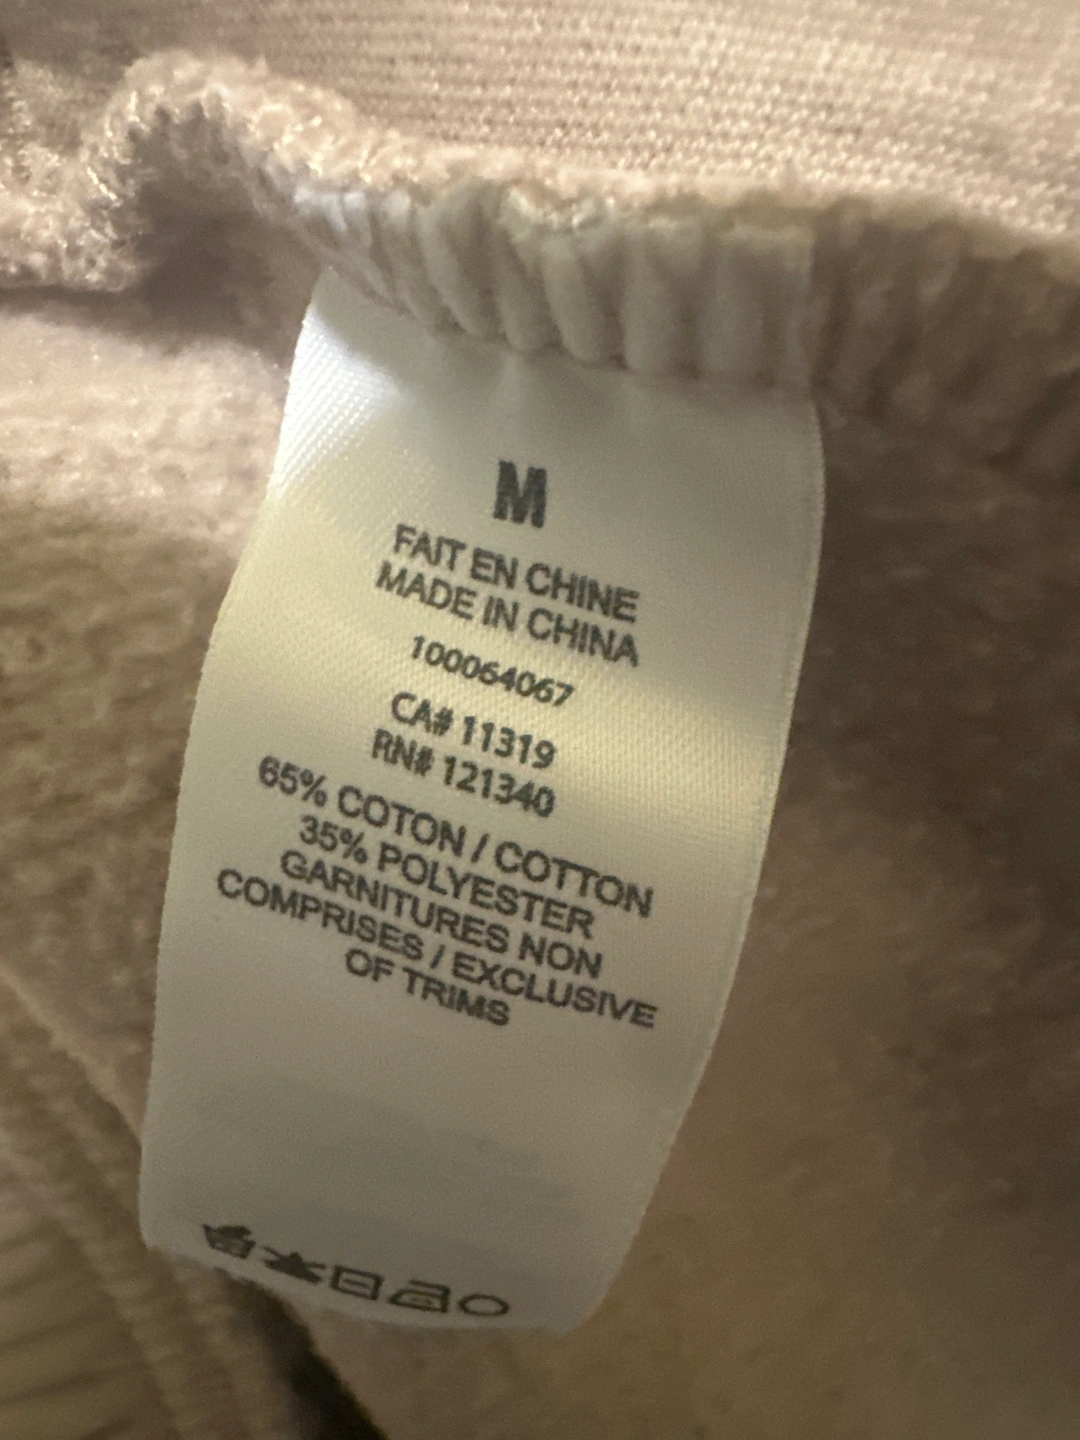 M
FAIT EN CHINE
MADE IN CHINA
100064067
CA# 11319
RN# 121340
65% COTON / COTTON
35% POLYESTER
GARNITURES NON
COMPRISES / EXCLUSIVE
OF TRIMS